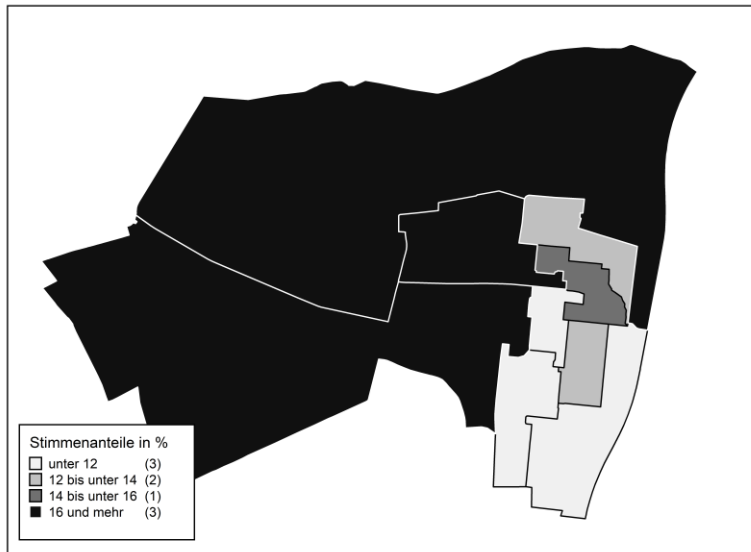 Stimmenanteile in %
unter 12 (3)
12 bis unter 14 (2)
14 bis unter 16 (1)
16 und mehr (3)